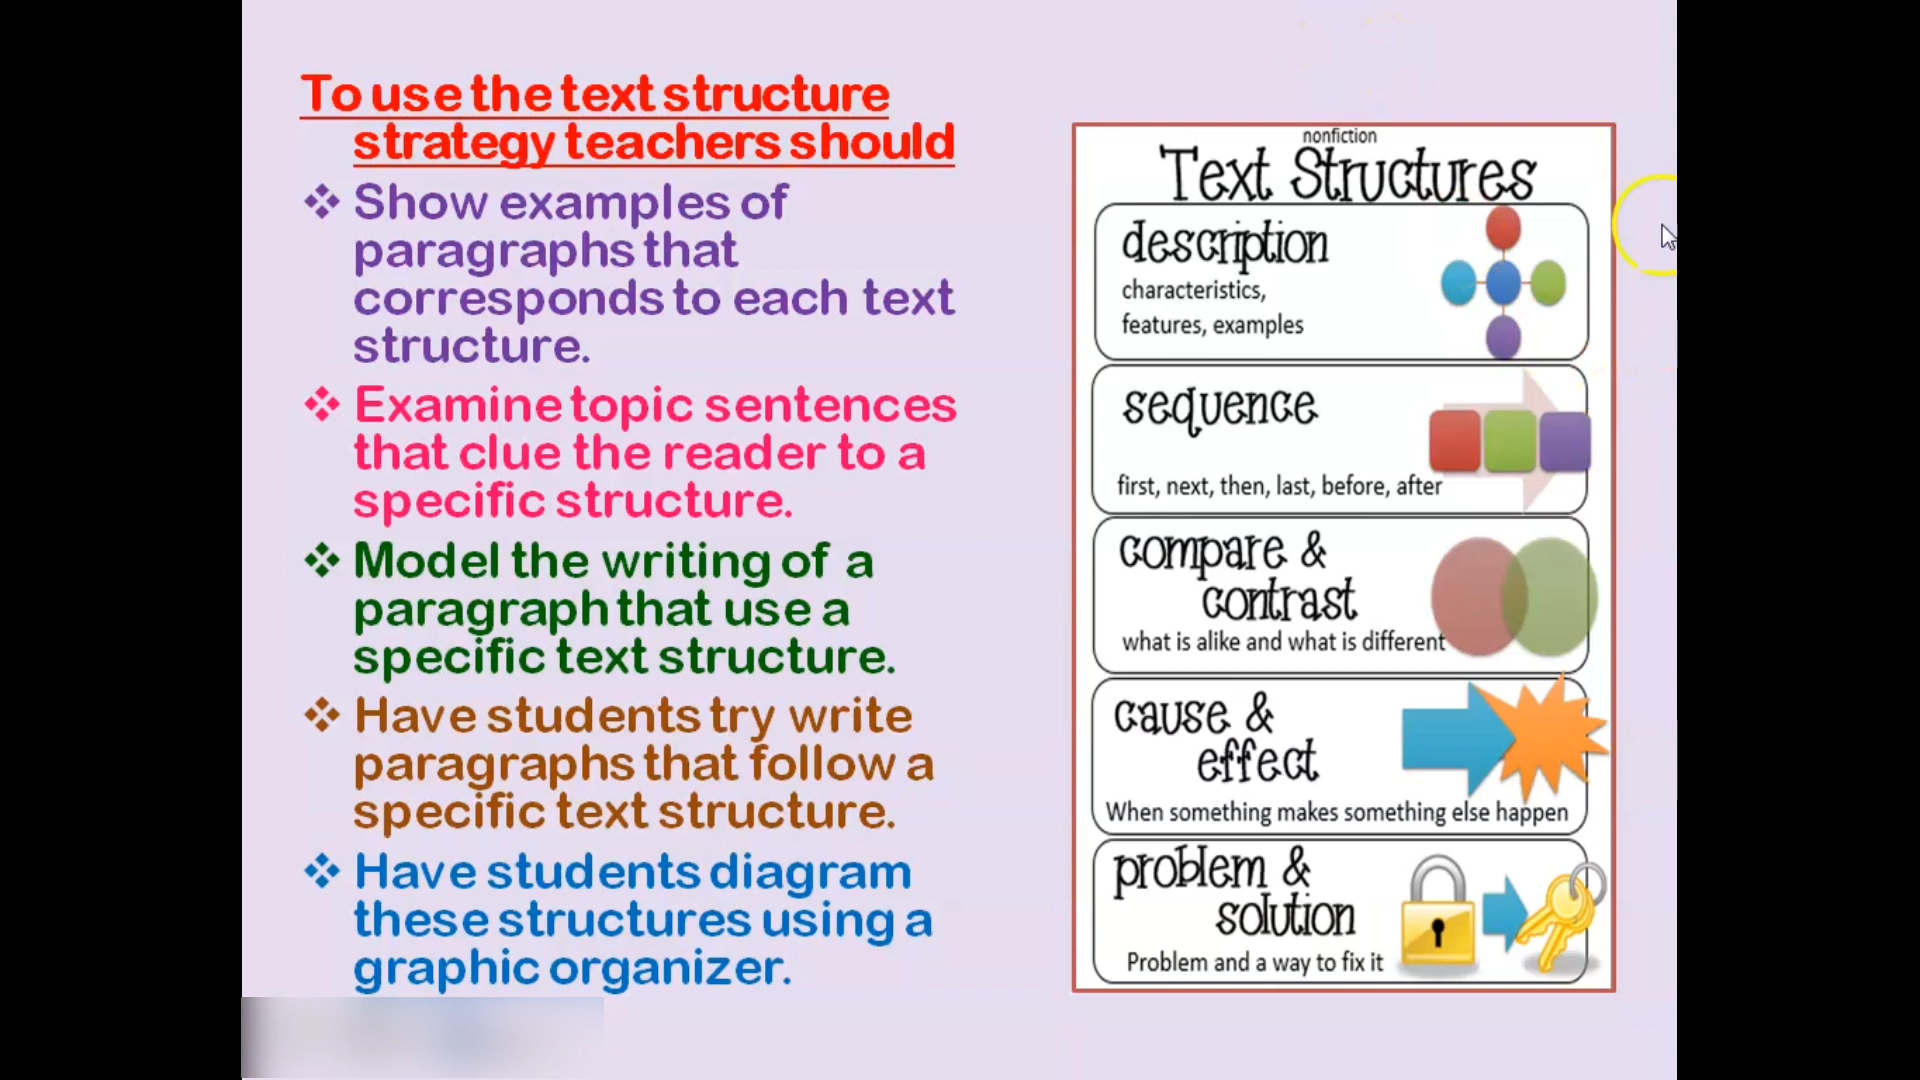 To use the text structure
strategy teachers should
Show examples of
paragraphs that
corresponds to each text
structure.
Examine topic sentences
that clue the reader to a
specific structure.
Model the writing of a
paragraph that use a
specific text structure.
Have students try write
paragraphs that follow a
specific text structure.
Have students diagram
these structures using a
graphic organizer.
nonfiction
Text Structures
description
characteristics,
features, examples
sequence
first, next, then, last, before, after
compare &
contrast
what is alike and what is different
cause &
effect
When something makes something else happen
problem &
solution
Problem and a way to fix it